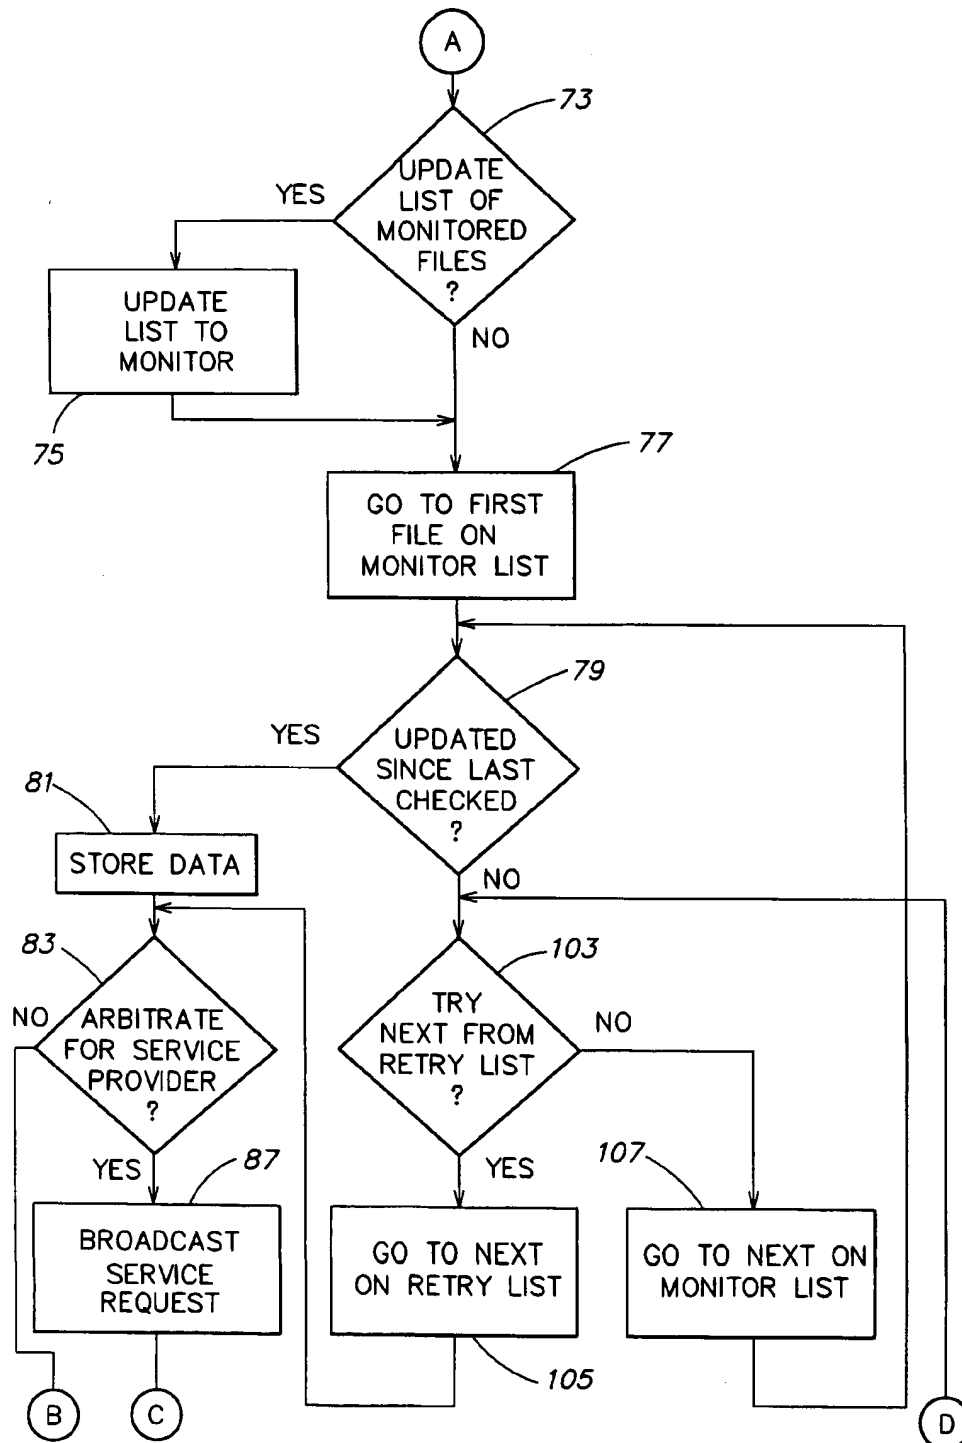 A
73
UPDATE
LIST OF
MONITORED
FILES
?
YES
NO
UPDATE
LIST TO
MONITOR
75
77
GO TO FIRST
FILE ON
MONITOR LIST
79
UPDATED
SINCE LAST
CHECKED
?
YES
NO
81
STORE DATA
83
ARBITRATE
FOR SERVICE
PROVIDER
?
NO
YES
103
TRY
NEXT FROM
RETRY LIST
?
NO
YES
87
BROADCAST
SERVICE
REQUEST
GO TO NEXT
ON RETRY LIST
105
107
GO TO NEXT ON
MONITOR LIST
B
C
D